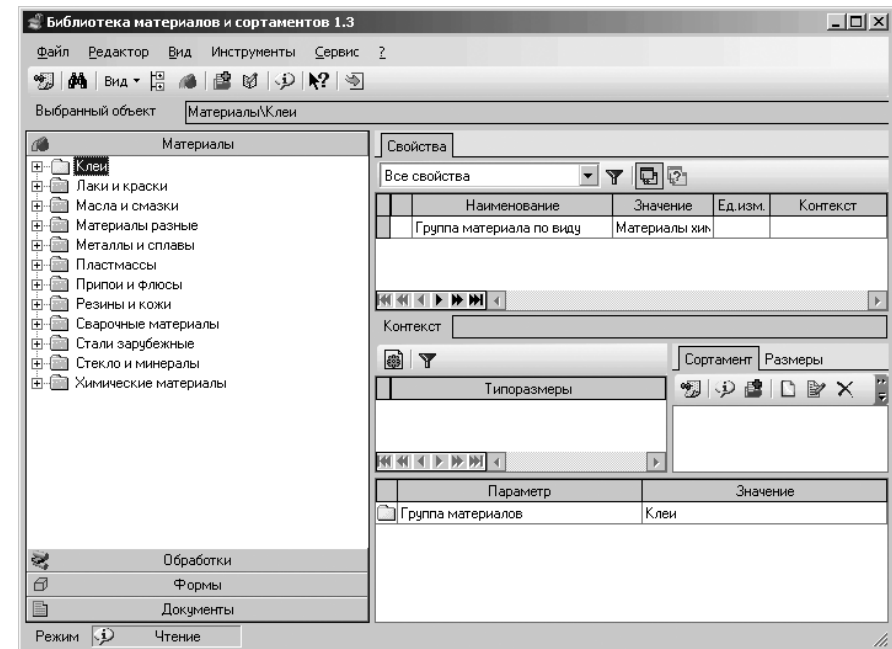 Библиотека материалов и сортаментов 1.3
Файл Редактор Вид Инструменты Сервис ?
Вид
Выбранный объект Материалы\Клеи
Материалы
Клеи
Лаки и краски
Масла и смазки
Материалы разные
Металлы и сплавы
Пластмассы
Припои и флюсы
Резины и кожи
Сварочные материалы
Стали зарубежные
Стекло и минералы
Химические материалы
Обработки
Формы
Документы
Свойства
Все свойства
Наименование Значение Ед.изм. Контекст
Группа материала по виду Материалы хим
Контекст
Типоразмеры
Сортамент Размеры
Параметр Значение
Группа материалов Клеи
Режим Чтение